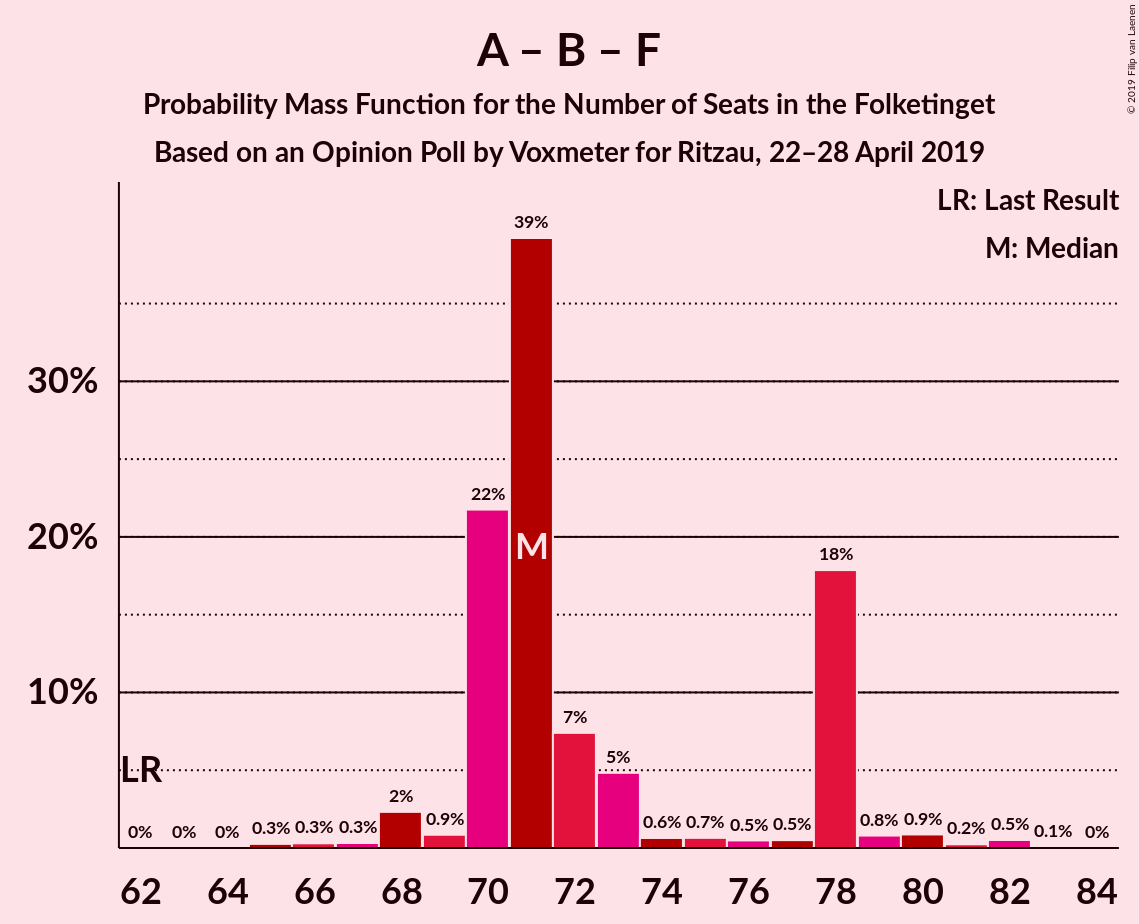 A – B – F
Probability Mass Function for the Number of Seats in the Folketinget
Based on an Opinion Poll by Voxmeter for Ritzau, 22–28 April 2019
© 2019 Filip van Laenen
LR: Last Result
M: Median
39%
30%
22%
20%
M
18%
10%
7%
5%
LR
2%
0% 0% 0% 0.3% 0.3% 0.3% 0.9% 0.6% 0.7% 0.5% 0.5% 0.8% 0.9% 0.2% 0.5% 0.1% 0%
62 64 66 68 70 72 74 76 78 80 82 84